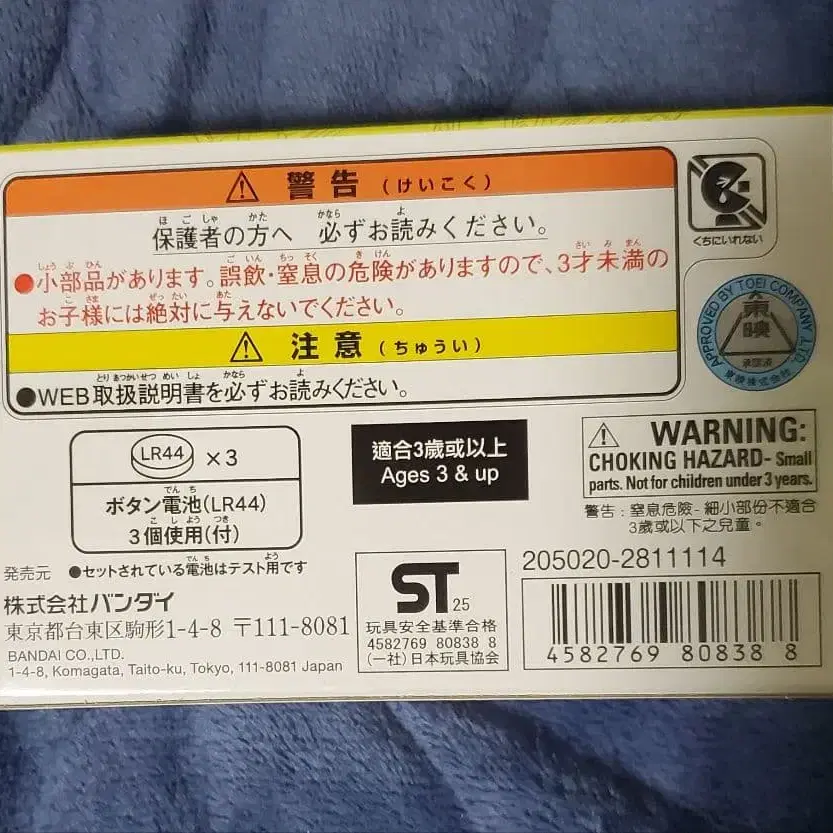 警告(けいこく)
くちにいれない
保護者の方へ 必ずお読みください。
●小部品があります。誤飲・窒息の危険がありますので、3才未満の
お子様には絶対に与えないでください。
APPROVED BY TOEI COMPANY, LTD.
東映
承認済
東映株式会社
注意(ちゅうい)
●WEB取扱説明書を必ずお読みください。
LR44 ×3
ボタン電池(LR44)
3個使用(付)
適合3歲或以上
Ages 3 & up
WARNING:
CHOKING HAZARD- Small
parts. Not for children under 3 years.
警告:窒息危險-細小部份不適合
3歲或以下之兒童。
発売元 ●セットされている電池はテスト用です
株式会社バンダイ
東京都台東区駒形1-4-8 〒111-8081
BANDAI CO.,LTD.
1-4-8, Komagata, Taito-ku, Tokyo, 111-8081 Japan
ST 25
玩具安全基準合格
4582769 80838 8
(一社)日本玩具協会
205020-2811114
4582769 80838 8